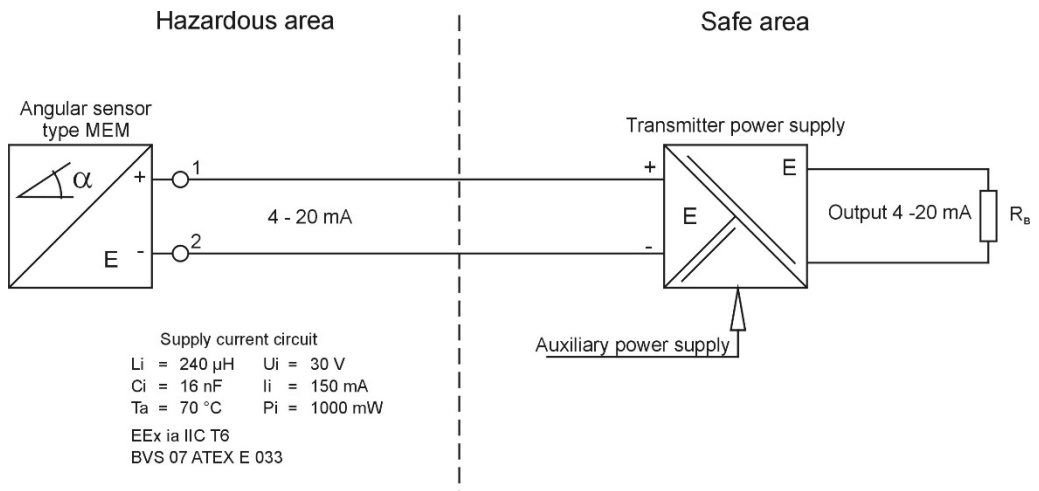 Hazardous area
Safe area
Angular sensor
type MEM
Transmitter power supply
α
+
1
4 - 20 mA
E
-
2
+
E
-
E
Output 4 -20 mA
R_B
Auxiliary power supply
Supply current circuit
Li = 240 µH Ui = 30 V
Ci = 16 nF Ii = 150 mA
Ta = 70 °C Pi = 1000 mW
EEx ia IIC T6
BVS 07 ATEX E 033